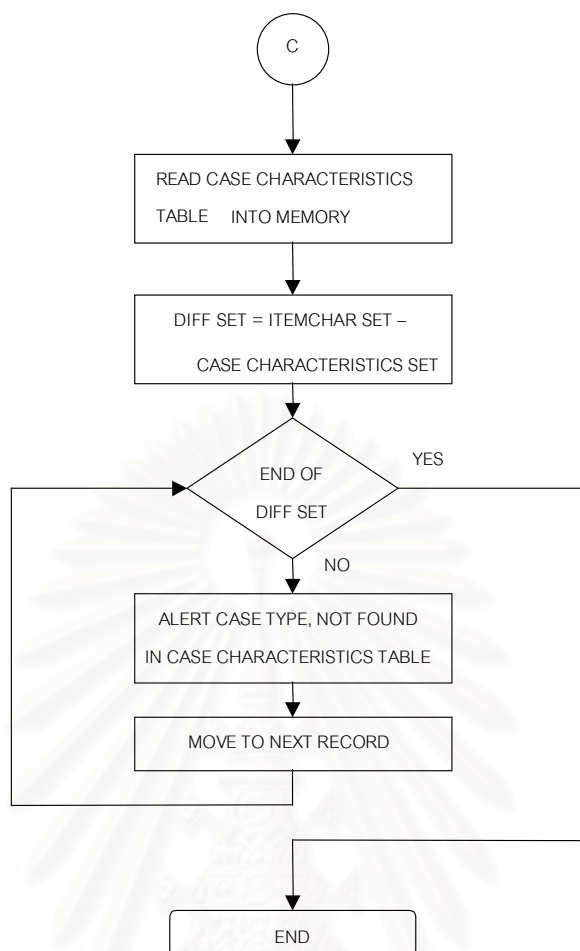 C
READ CASE CHARACTERISTICS
TABLE INTO MEMORY
DIFF SET = ITEMCHAR SET –
CASE CHARACTERISTICS SET
YES
END OF
DIFF SET
NO
ALERT CASE TYPE, NOT FOUND
IN CASE CHARACTERISTICS TABLE
MOVE TO NEXT RECORD
END